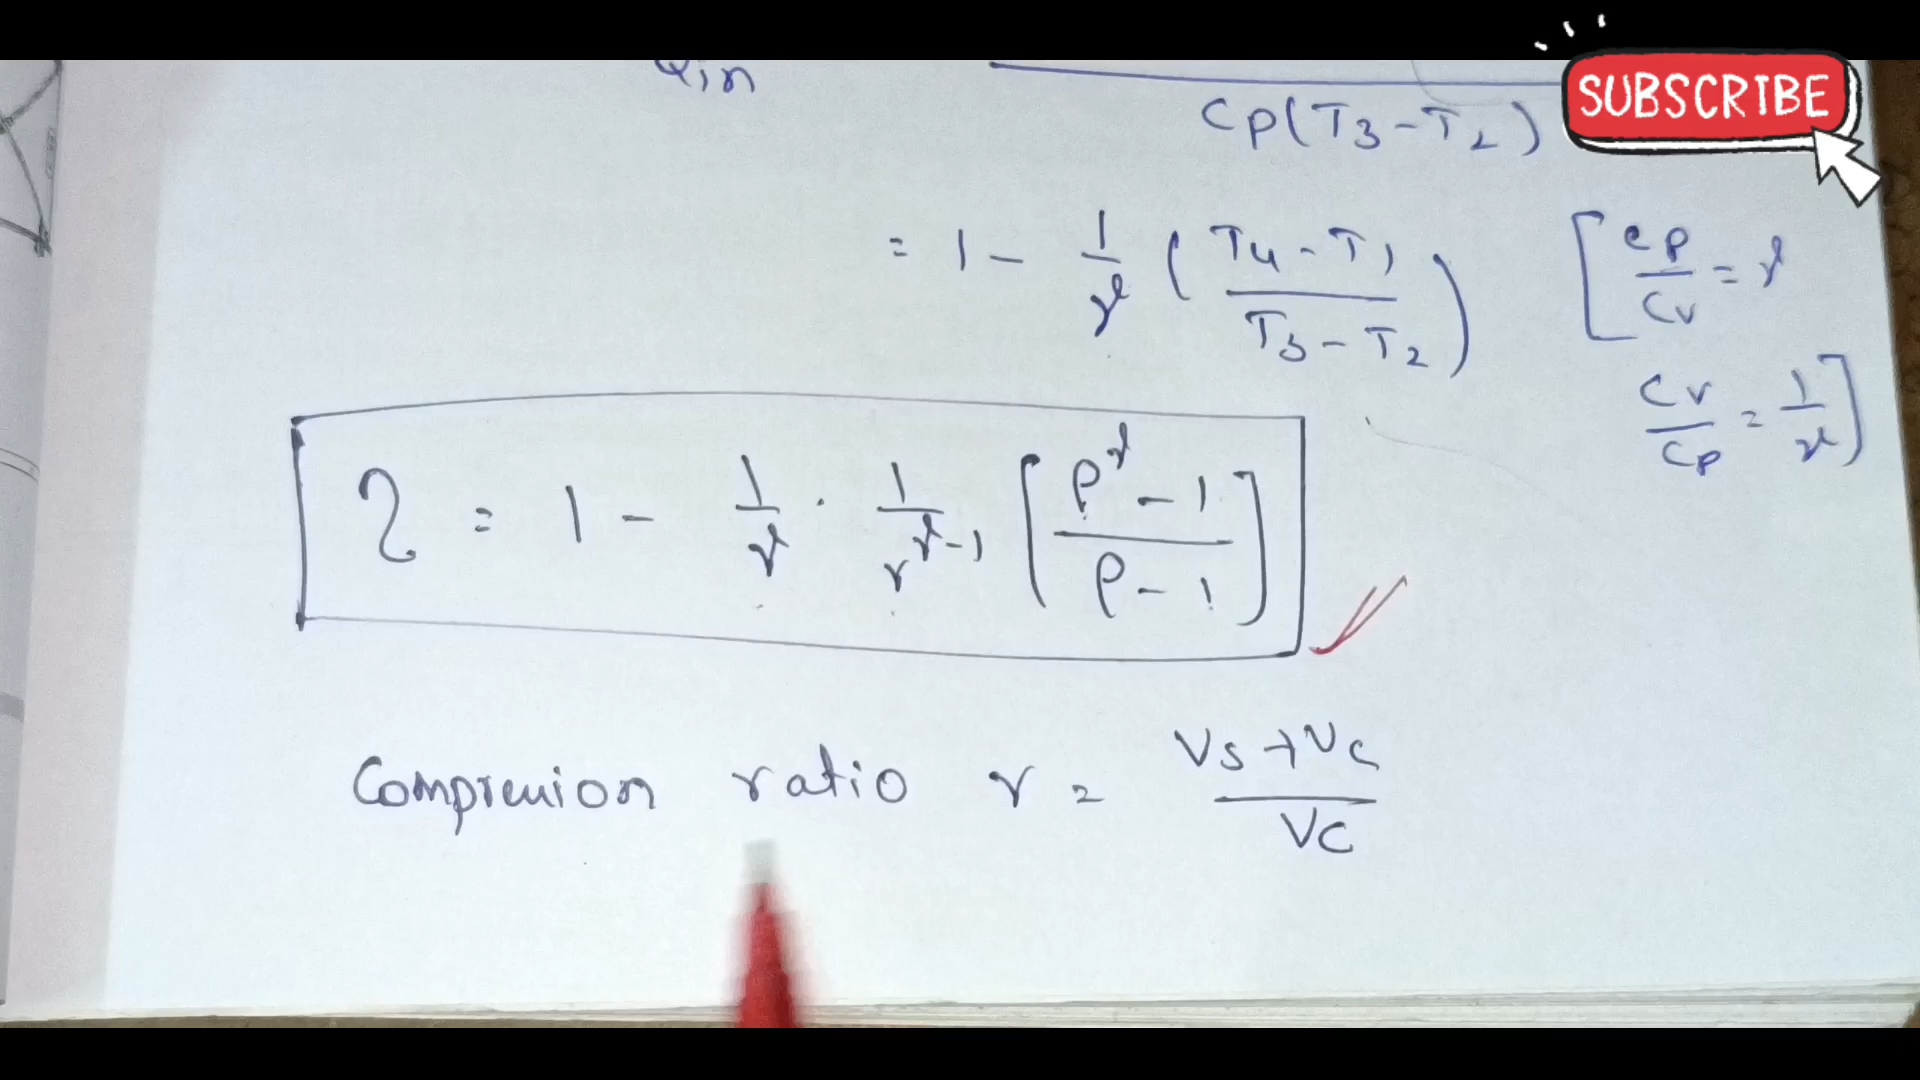 SUBSCRIBE
Qin
Cp(T3-T2)
= 1 - 1/γ ( T4 - T1 / T3 - T2 ) [ Cp/Cv = γ
Cv/Cp = 1/γ ]
η = 1 - 1/γ · 1/r^γ-1 [ ρ^γ - 1 / ρ - 1 ]
Compression ratio r = Vs+Vc / Vc